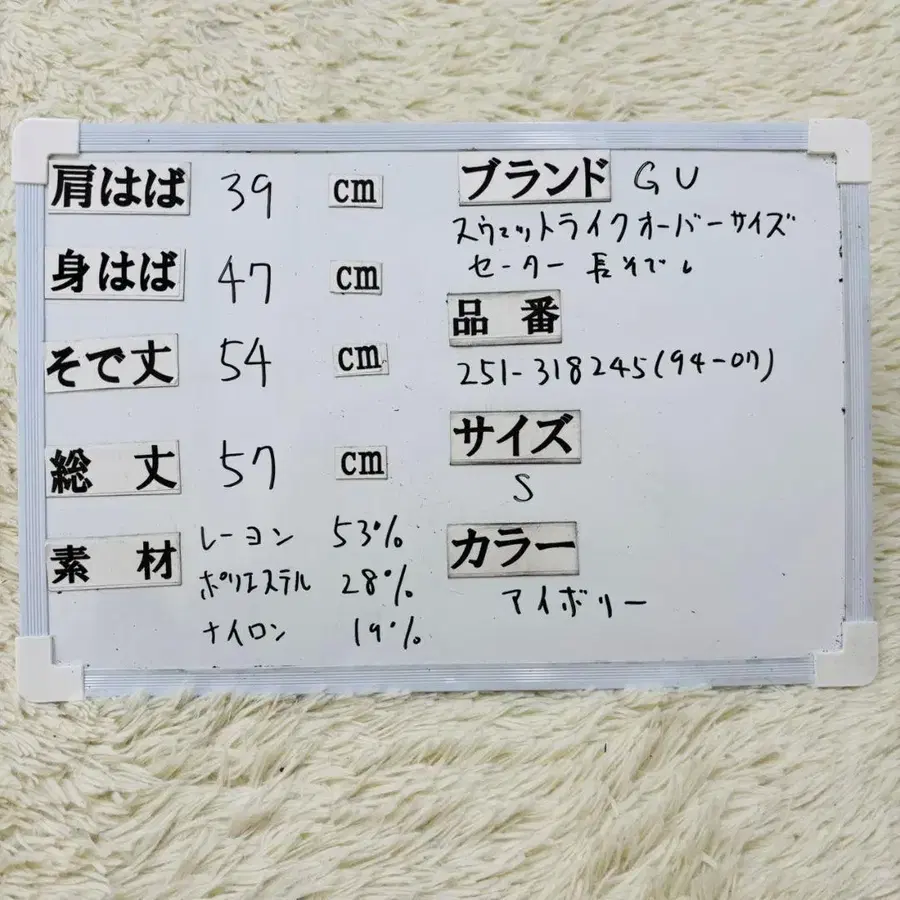 肩はば 39 cm
身はば 47 cm
そで丈 54 cm
総丈 57 cm
素材 レーヨン 53%
ポリエステル 28%
ナイロン 19%
ブランド GU
スウェットライクオーバーサイズ
セーター 長そで L
品番
251-318245(94-07)
サイズ
S
カラー
アイボリー